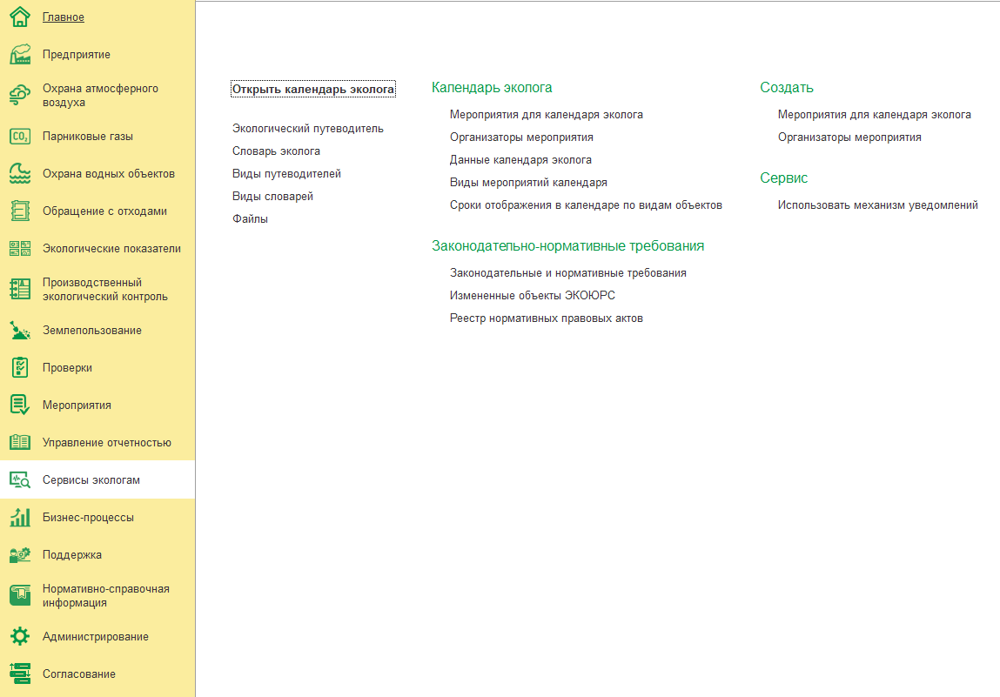 Главное
Предприятие
Охрана атмосферного
воздуха
CO₂
Парниковые газы
Охрана водных объектов
Обращение с отходами
Экологические показатели
Производственный
экологический контроль
Землепользование
Проверки
Мероприятия
Управление отчетностью
Сервисы экологам
Бизнес-процессы
Поддержка
Нормативно-справочная
информация
Администрирование
Согласование
Открыть календарь эколога
Экологический путеводитель
Словарь эколога
Виды путеводителей
Виды словарей
Файлы
Календарь эколога
Мероприятия для календаря эколога
Организаторы мероприятия
Данные календаря эколога
Виды мероприятий календаря
Сроки отображения в календаре по видам объектов
Законодательно-нормативные требования
Законодательные и нормативные требования
Измененные объекты ЭКОЮРС
Реестр нормативных правовых актов
Создать
Мероприятия для календаря эколога
Организаторы мероприятия
Сервис
Использовать механизм уведомлений